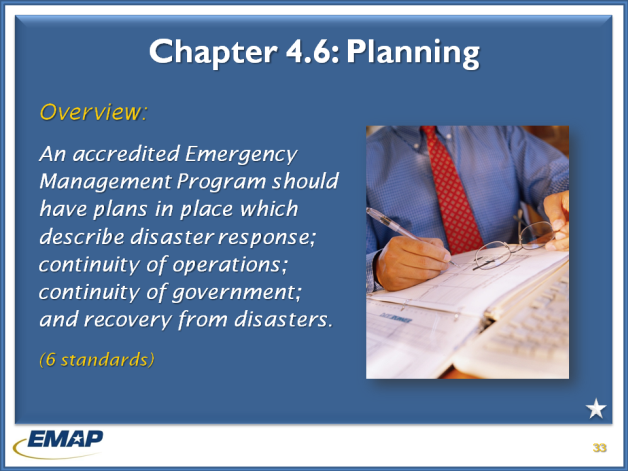 Chapter 4.6: Planning
Overview:
An accredited Emergency
Management Program should
have plans in place which
describe disaster response;
continuity of operations;
continuity of government;
and recovery from disasters.
(6 standards)
EMAP
33